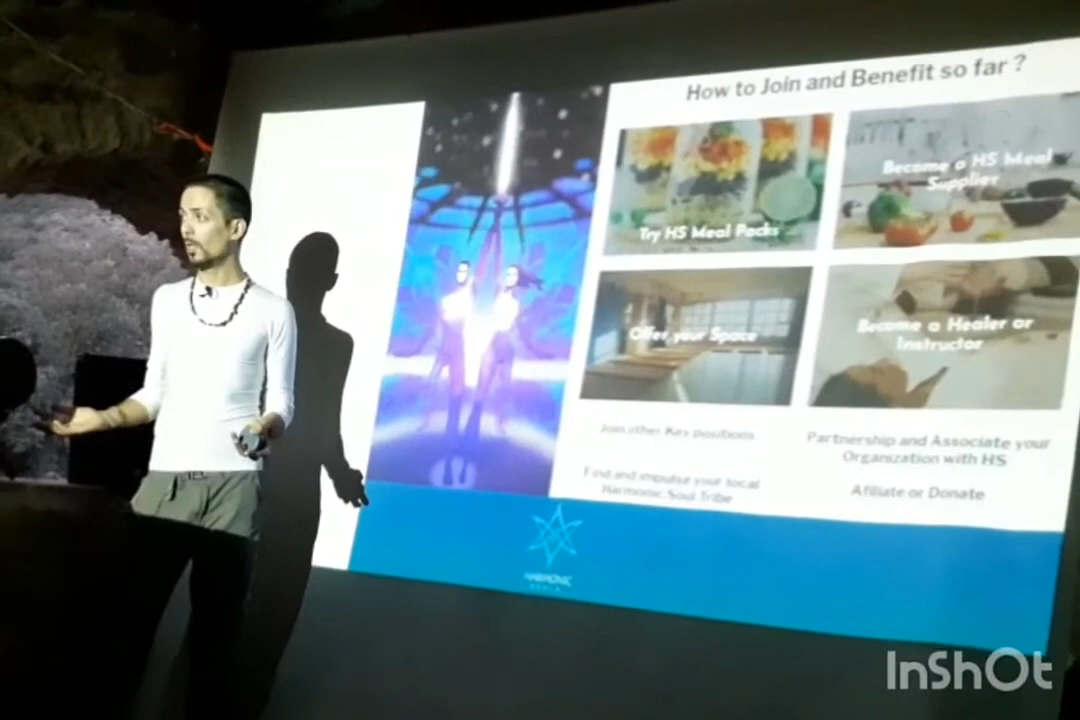 How to Join and Benefit so far ?
Try HS Meal Packs
Become a HS Meal
Supplier
Offer your Space
Become a Healer or
Instructor
Join other Key positions
Partnership and Associate your
Organization with HS
Find and impulse your local
Harmonic Soul Tribe
Afiliate or Donate
HARMONIC
InShOt